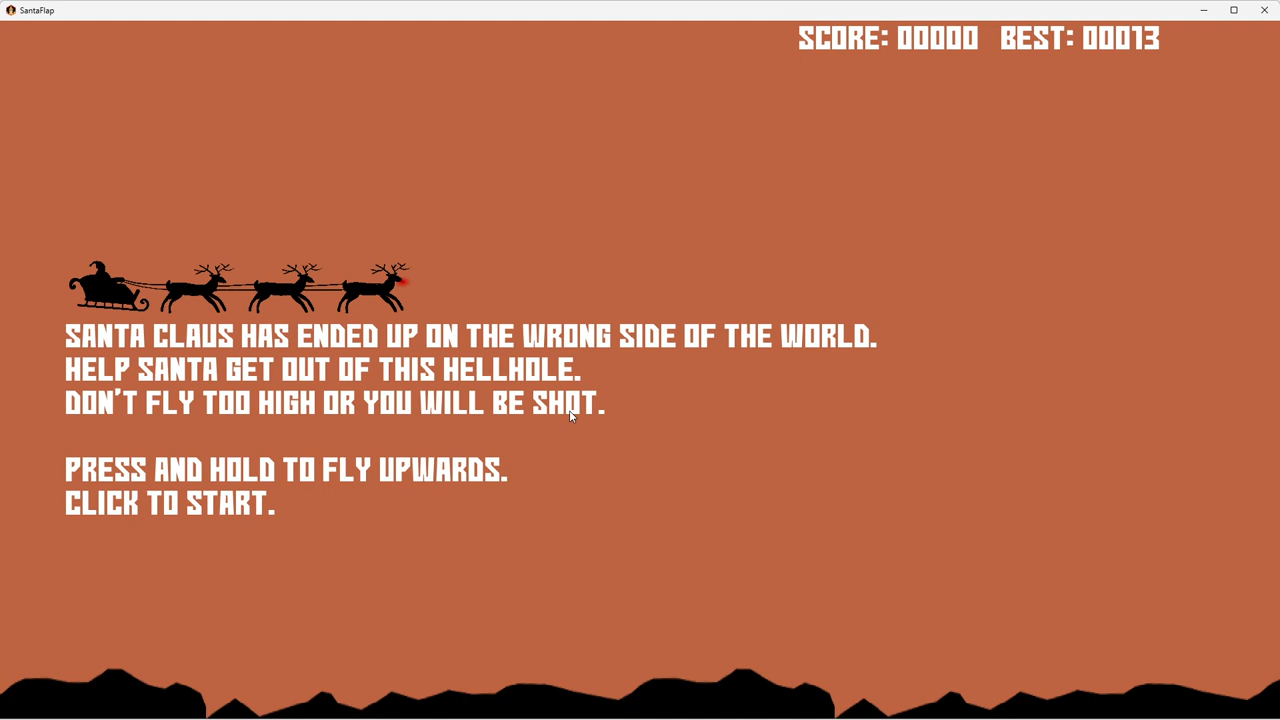 SantaFlap
SCORE: 00000 BEST: 00013
SANTA CLAUS HAS ENDED UP ON THE WRONG SIDE OF THE WORLD.
HELP SANTA GET OUT OF THIS HELLHOLE.
DON'T FLY TOO HIGH OR YOU WILL BE SHOT.
PRESS AND HOLD TO FLY UPWARDS.
CLICK TO START.